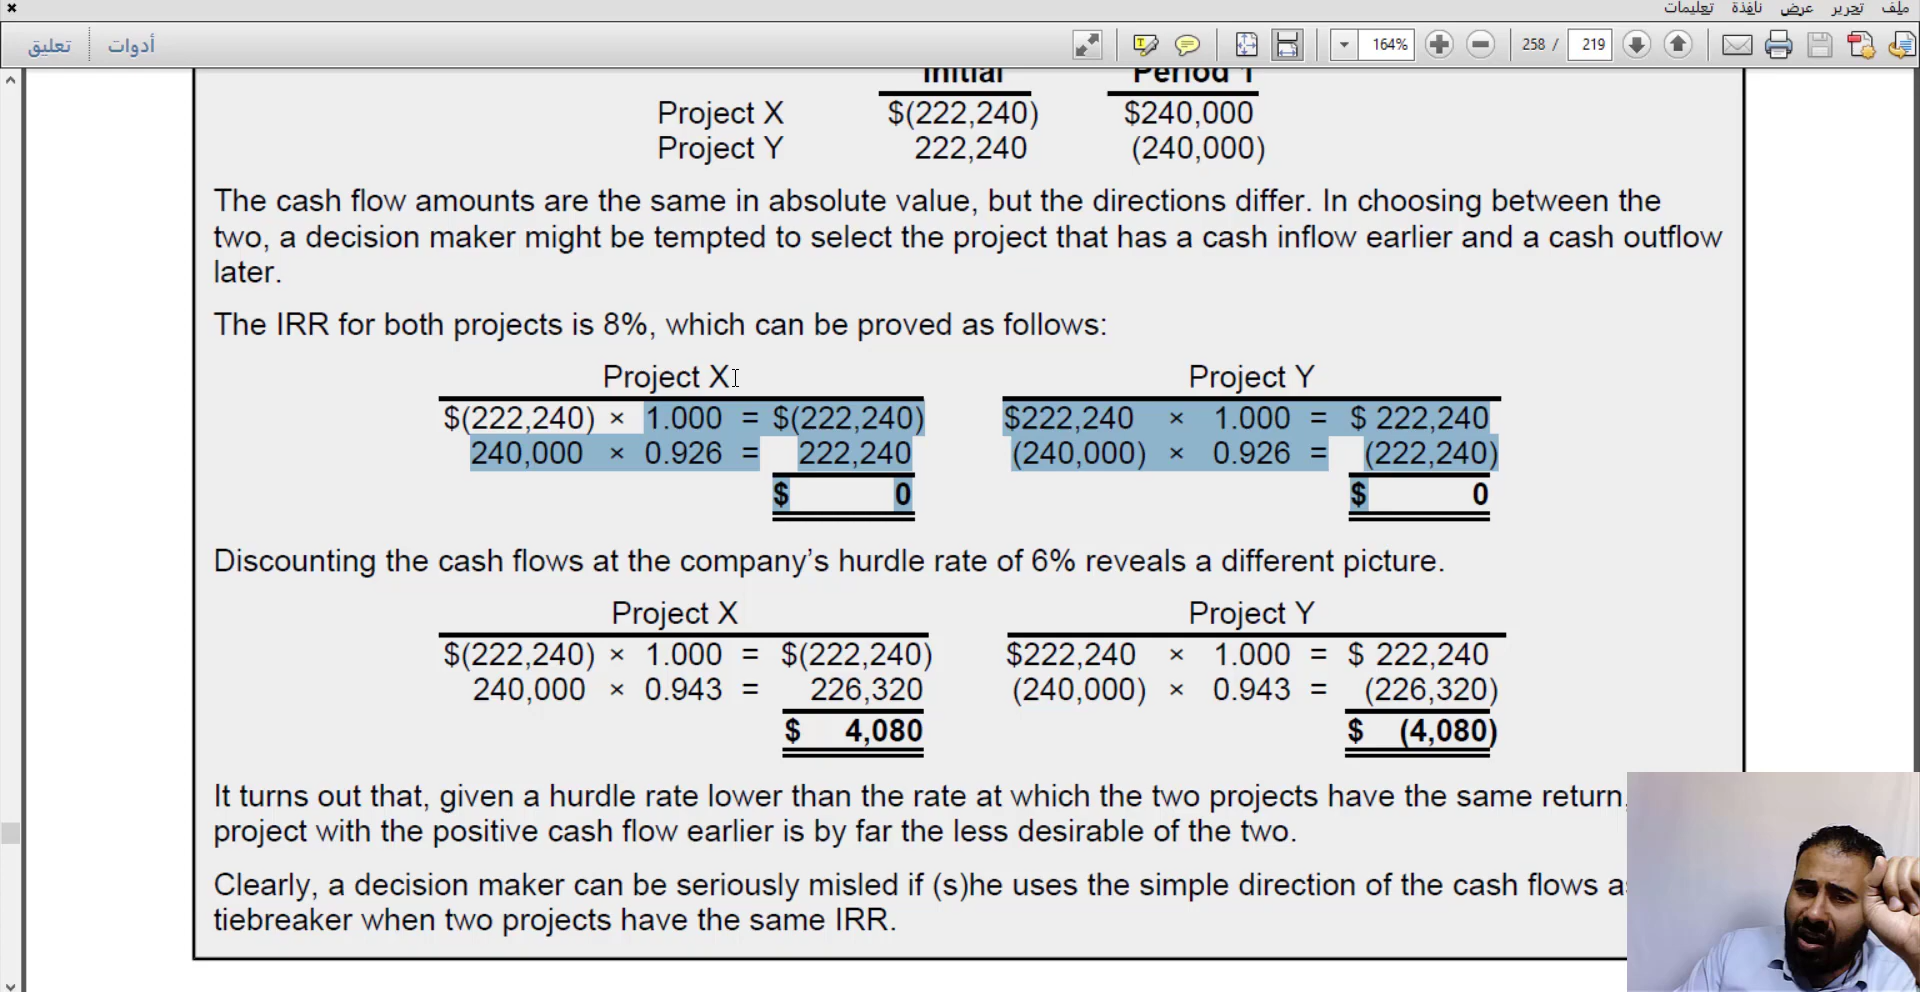 ملف تحرير عرض نافذة تعليمات
219 / 258 164% أدوات تعليق
Initial Period 1
Project X $(222,240) $240,000
Project Y 222,240 (240,000)
The cash flow amounts are the same in absolute value, but the directions differ. In choosing between the
two, a decision maker might be tempted to select the project that has a cash inflow earlier and a cash outflow
later.
The IRR for both projects is 8%, which can be proved as follows:
Project X Project Y
$(222,240) × 1.000 = $(222,240) $222,240 × 1.000 = $ 222,240
240,000 × 0.926 = 222,240 (240,000) × 0.926 = (222,240)
$ 0 $ 0
Discounting the cash flows at the company’s hurdle rate of 6% reveals a different picture.
Project X Project Y
$(222,240) × 1.000 = $(222,240) $222,240 × 1.000 = $ 222,240
240,000 × 0.943 = 226,320 (240,000) × 0.943 = (226,320)
$ 4,080 $ (4,080)
It turns out that, given a hurdle rate lower than the rate at which the two projects have the same return,
project with the positive cash flow earlier is by far the less desirable of the two.
Clearly, a decision maker can be seriously misled if (s)he uses the simple direction of the cash flows
tiebreaker when two projects have the same IRR.